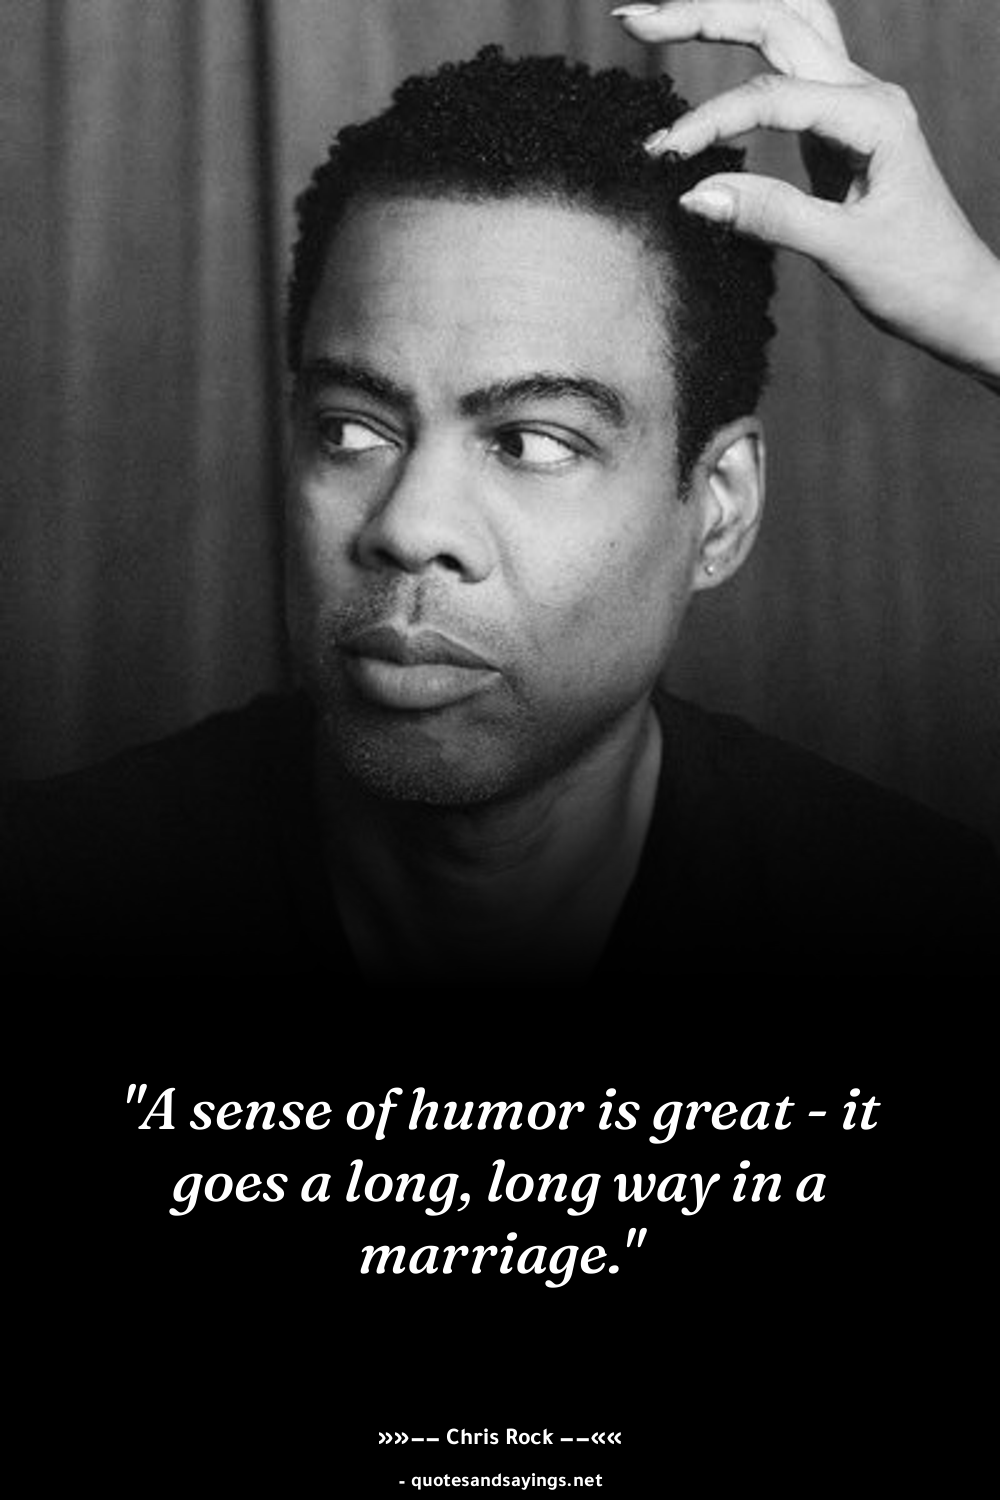 "A sense of humor is great - it
goes a long, long way in a
marriage."
»»—— Chris Rock ——««
- quotesandsayings.net